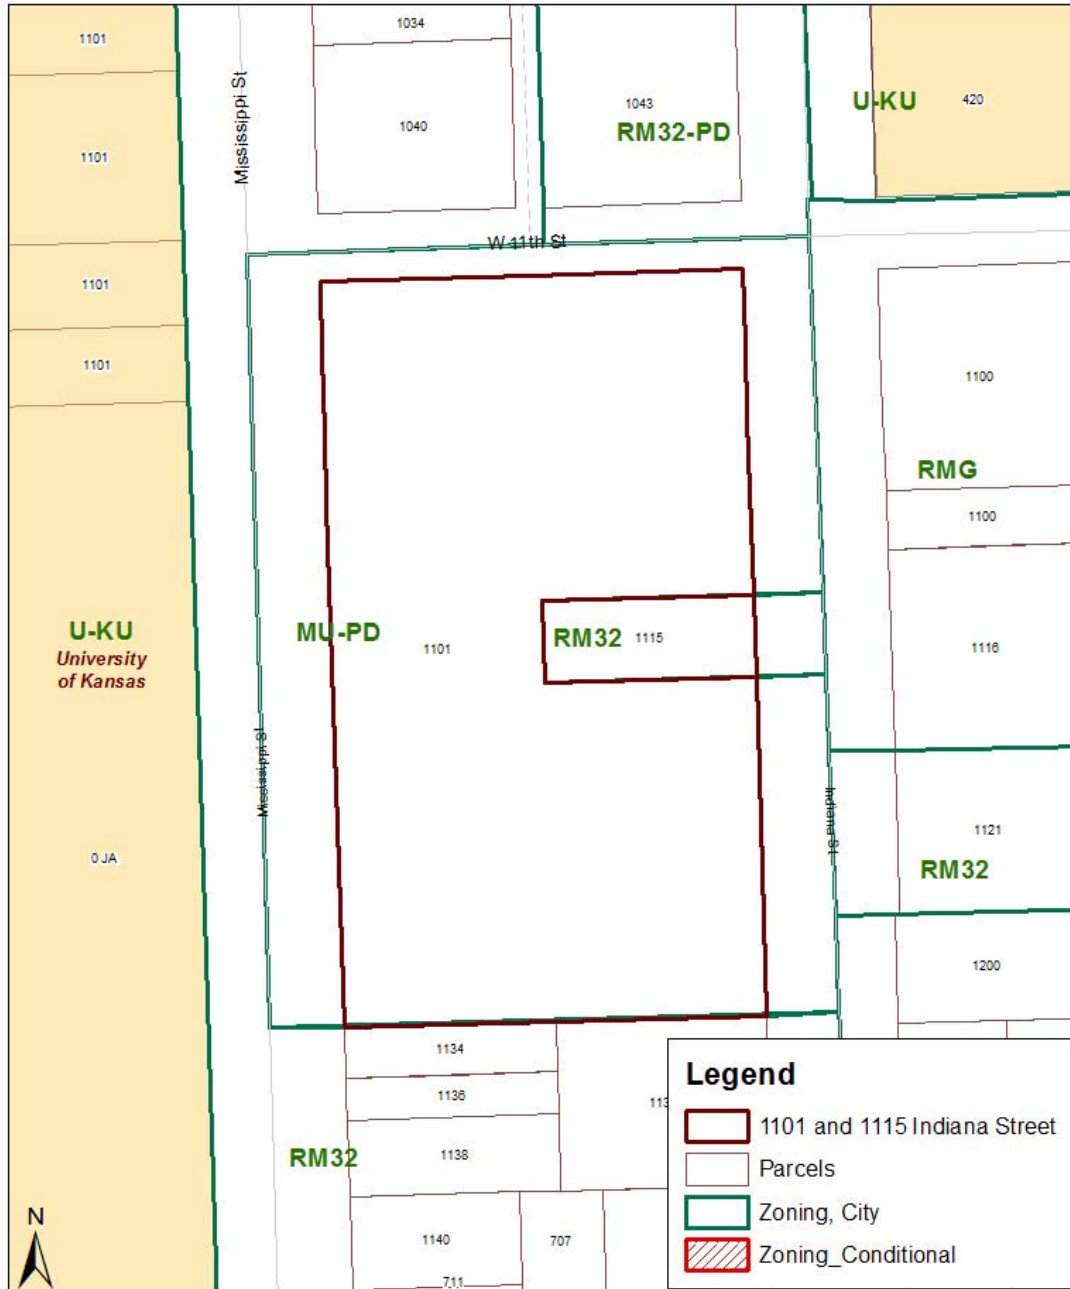 1101
1034
Mississippi St
1043
U-KU
420
1040
RM32-PD
1101
W 11th St
1101
1101
1100
RMG
1100
U-KU
University
of Kansas
MU-PD
1101
RM32
1115
1116
Mississippi St
Indiana St
1121
0 JA
RM32
1200
1134
1136
1138
RM32
1140
707
711
N
Legend
1101 and 1115 Indiana Street
Parcels
Zoning, City
Zoning_Conditional